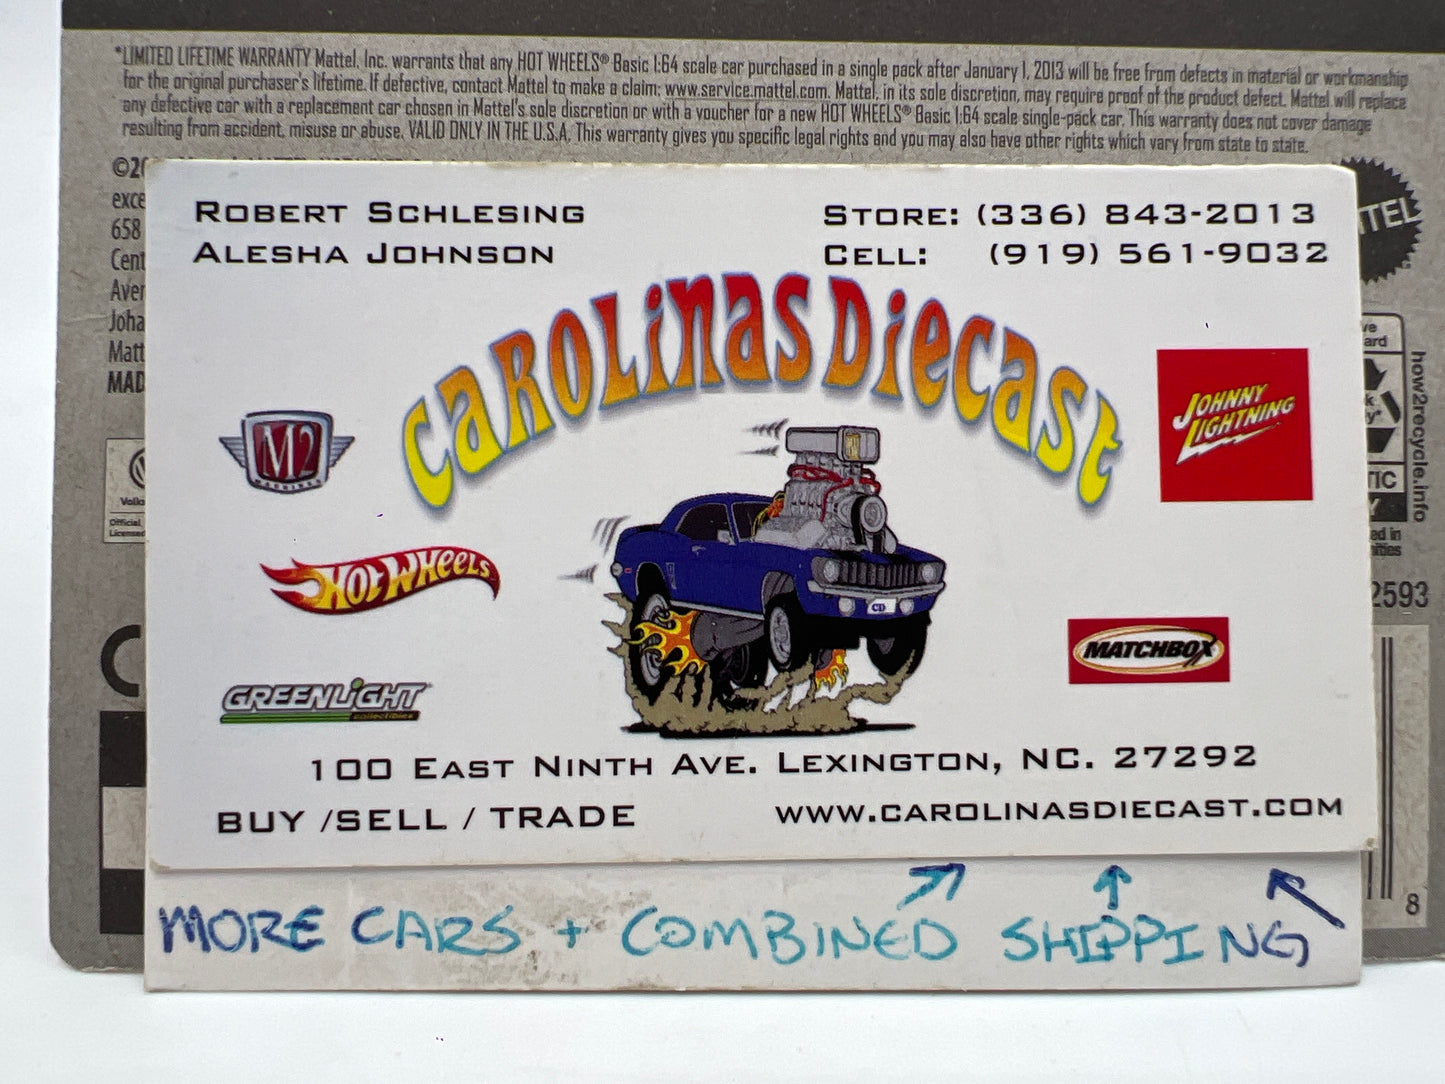 *LIMITED LIFETIME WARRANTY Mattel, Inc. warrants that any HOT WHEELS® Basic 1:64 scale car purchased in a single pack after January 1, 2013 will be free from defects in material or workmanship
for the original purchaser's lifetime. If defective, contact Mattel to make a claim: www.service.mattel.com. Mattel, in its sole discretion, may require proof of the product defect. Mattel will replace
any defective car with a replacement car chosen in Mattel's sole discretion or with a voucher for a new HOT WHEELS® Basic 1:64 scale single-pack car. This warranty does not cover damage
resulting from accident, misuse or abuse. VALID ONLY IN THE U.S.A. This warranty gives you specific legal rights and you may also have other rights which vary from state to state.
658
MAD
how2recycle.info
2593
8
ROBERT SCHLESING
ALESHA JOHNSON
STORE: (336) 843-2013
CELL: (919) 561-9032
CAROLINAS DIECAST
M2
MACHINES
JOHNNY
LIGHTNING
HOT WHEELS
CD
MATCHBOX
GREENLIGHT
collectibles
100 EAST NINTH AVE. LEXINGTON, NC. 27292
BUY /SELL / TRADE
WWW.CAROLINASDIECAST.COM
MORE CARS + COMBINED SHIPPING